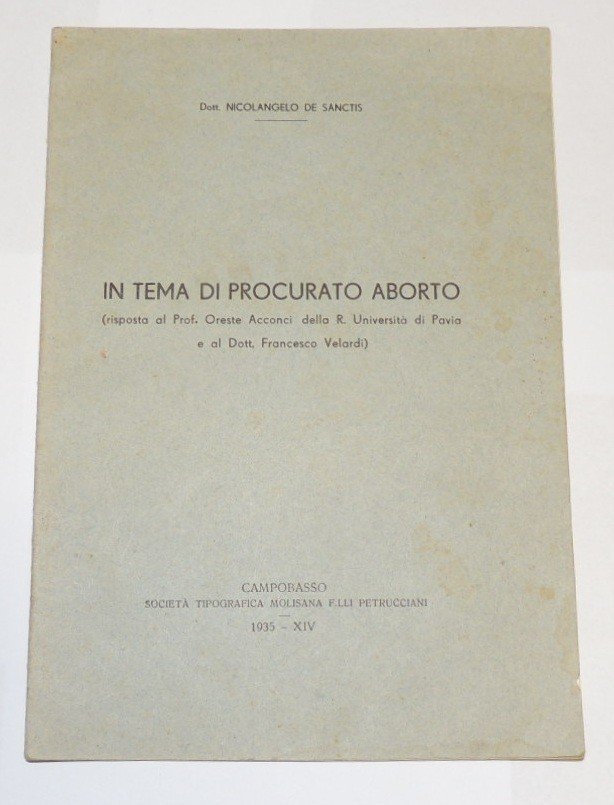 Dott. NICOLANGELO DE SANCTIS
IN TEMA DI PROCURATO ABORTO
(risposta al Prof. Oreste Acconci della R. Università di Pavia
e al Dott. Francesco Velardi)
CAMPOBASSO
SOCIETÀ TIPOGRAFICA MOLISANA F.LLI PETRUCCIANI
1935 - XIV